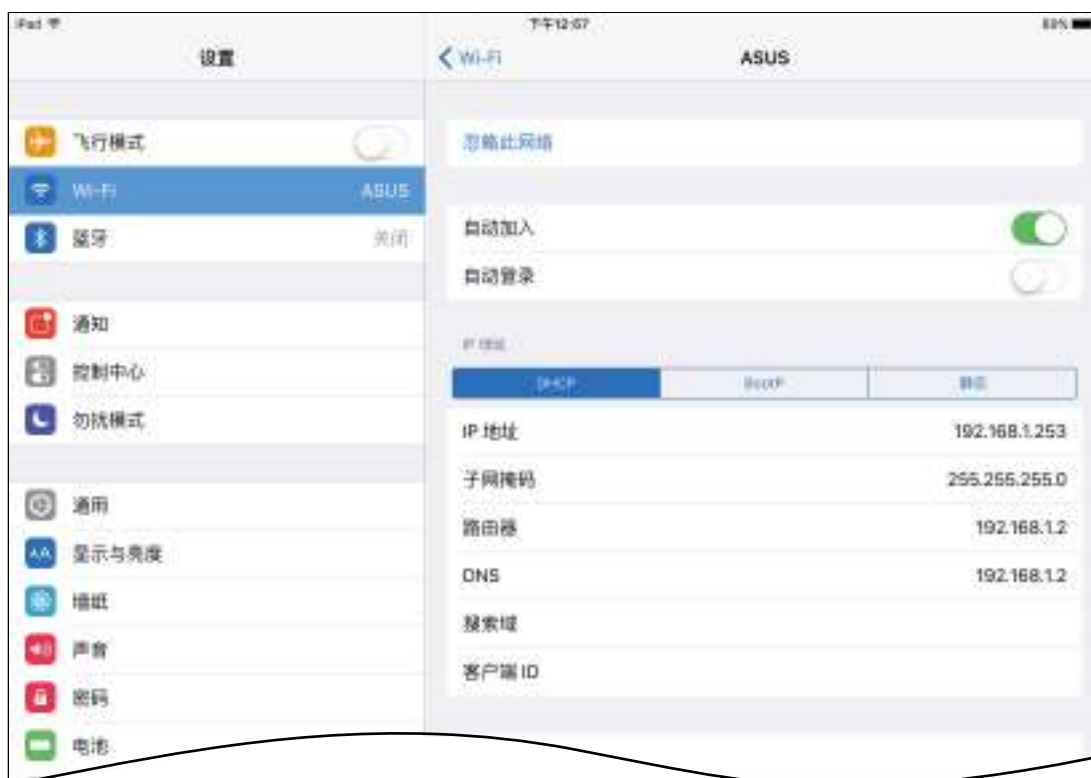 iPad
下午12:57
设置
Wi-Fi
ASUS
飞行模式
忽略此网络
Wi-Fi
ASUS
蓝牙
关闭
自动加入
自动登录
通知
控制中心
勿扰模式
IP 地址
DHCP
BootP
静态
IP 地址
192.168.1.253
子网掩码
255.255.255.0
路由器
192.168.1.2
DNS
192.168.1.2
搜索域
客户端 ID
通用
显示与亮度
墙纸
声音
密码
电池